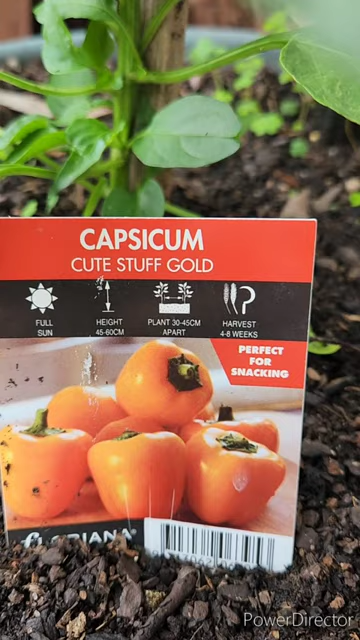 CAPSICUM
CUTE STUFF GOLD
FULL SUN
HEIGHT 45-60CM
PLANT 30-45CM APART
HARVEST 4-8 WEEKS
PERFECT
FOR
SNACKING
PowerDirector